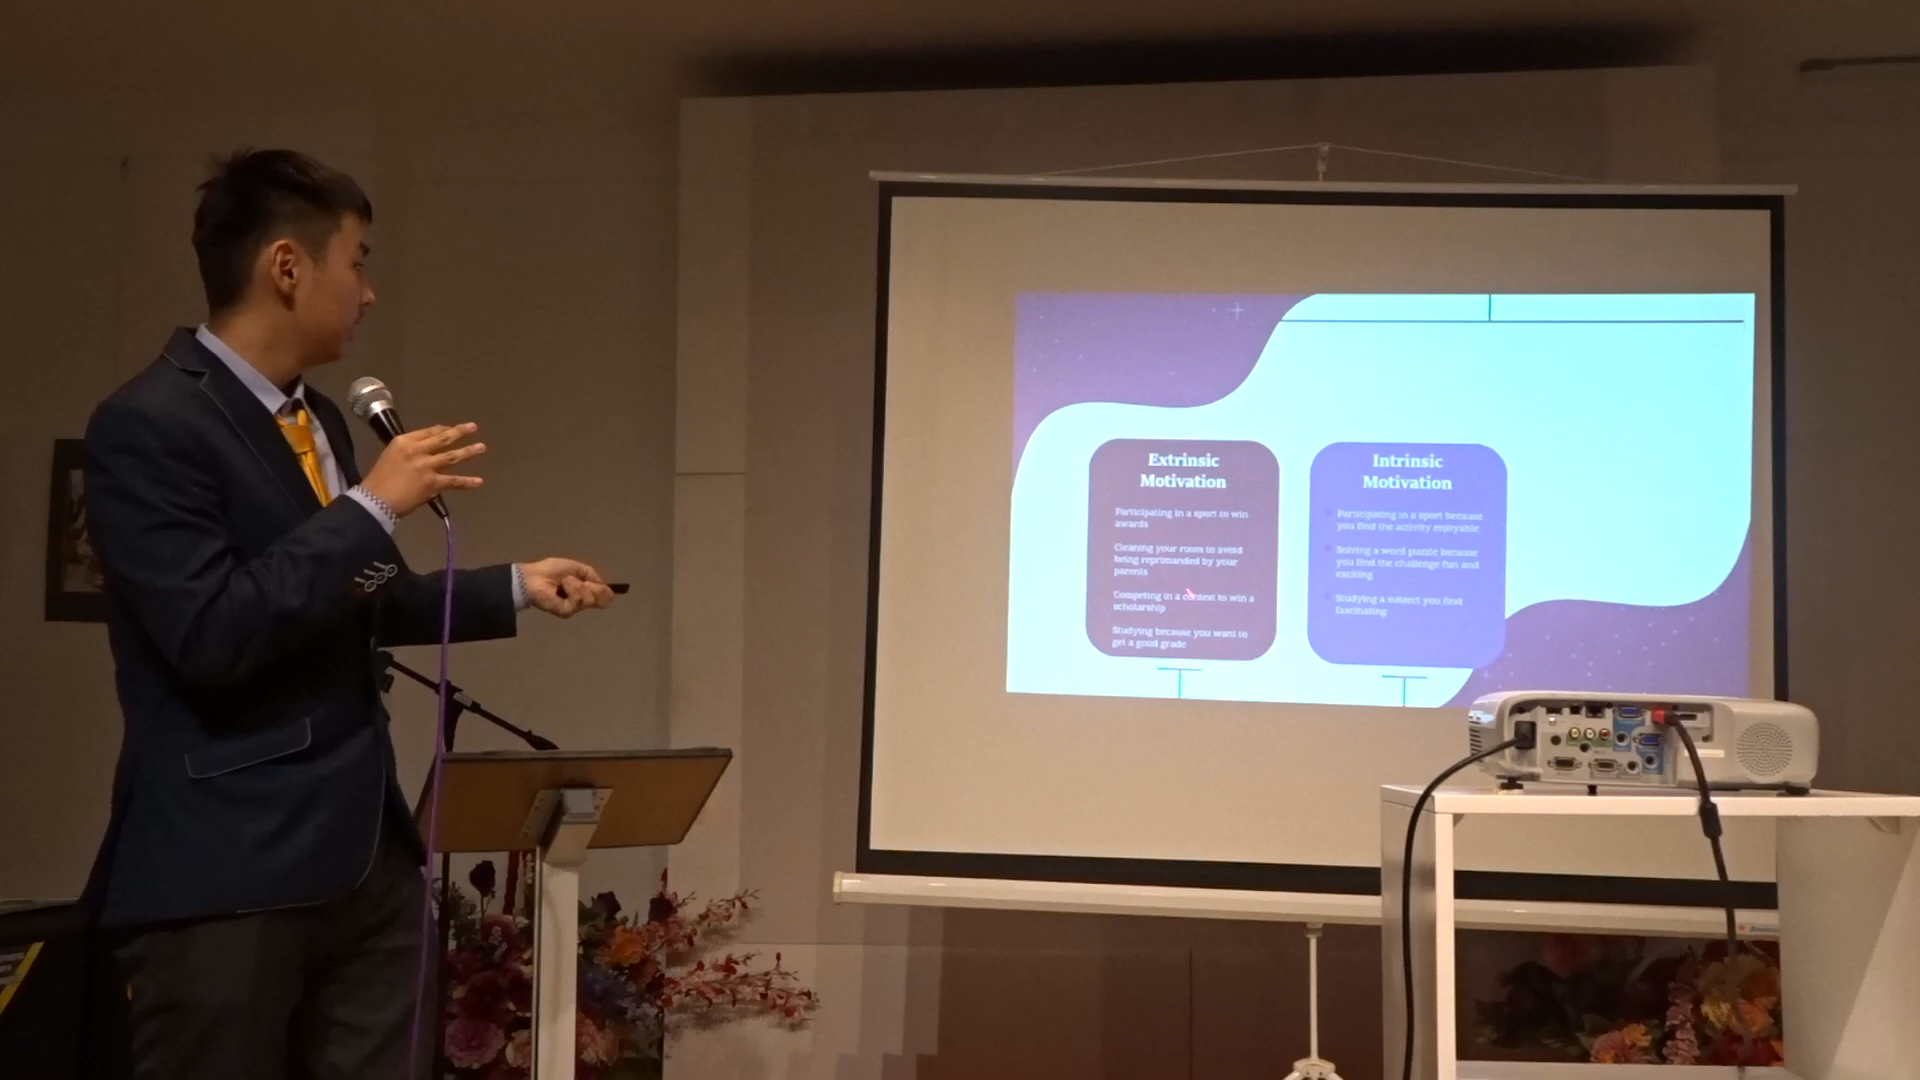 Extrinsic
Motivation
Participating in a sport to win
awards
Cleaning your room to avoid
being reprimanded by your
parents
Competing in a contest to win a
scholarship
Studying because you want to
get a good grade
Intrinsic
Motivation
Participating in a sport because
you find the activity enjoyable
Solving a word puzzle because
you find the challenge fun and
exciting
Studying a subject you find
fascinating